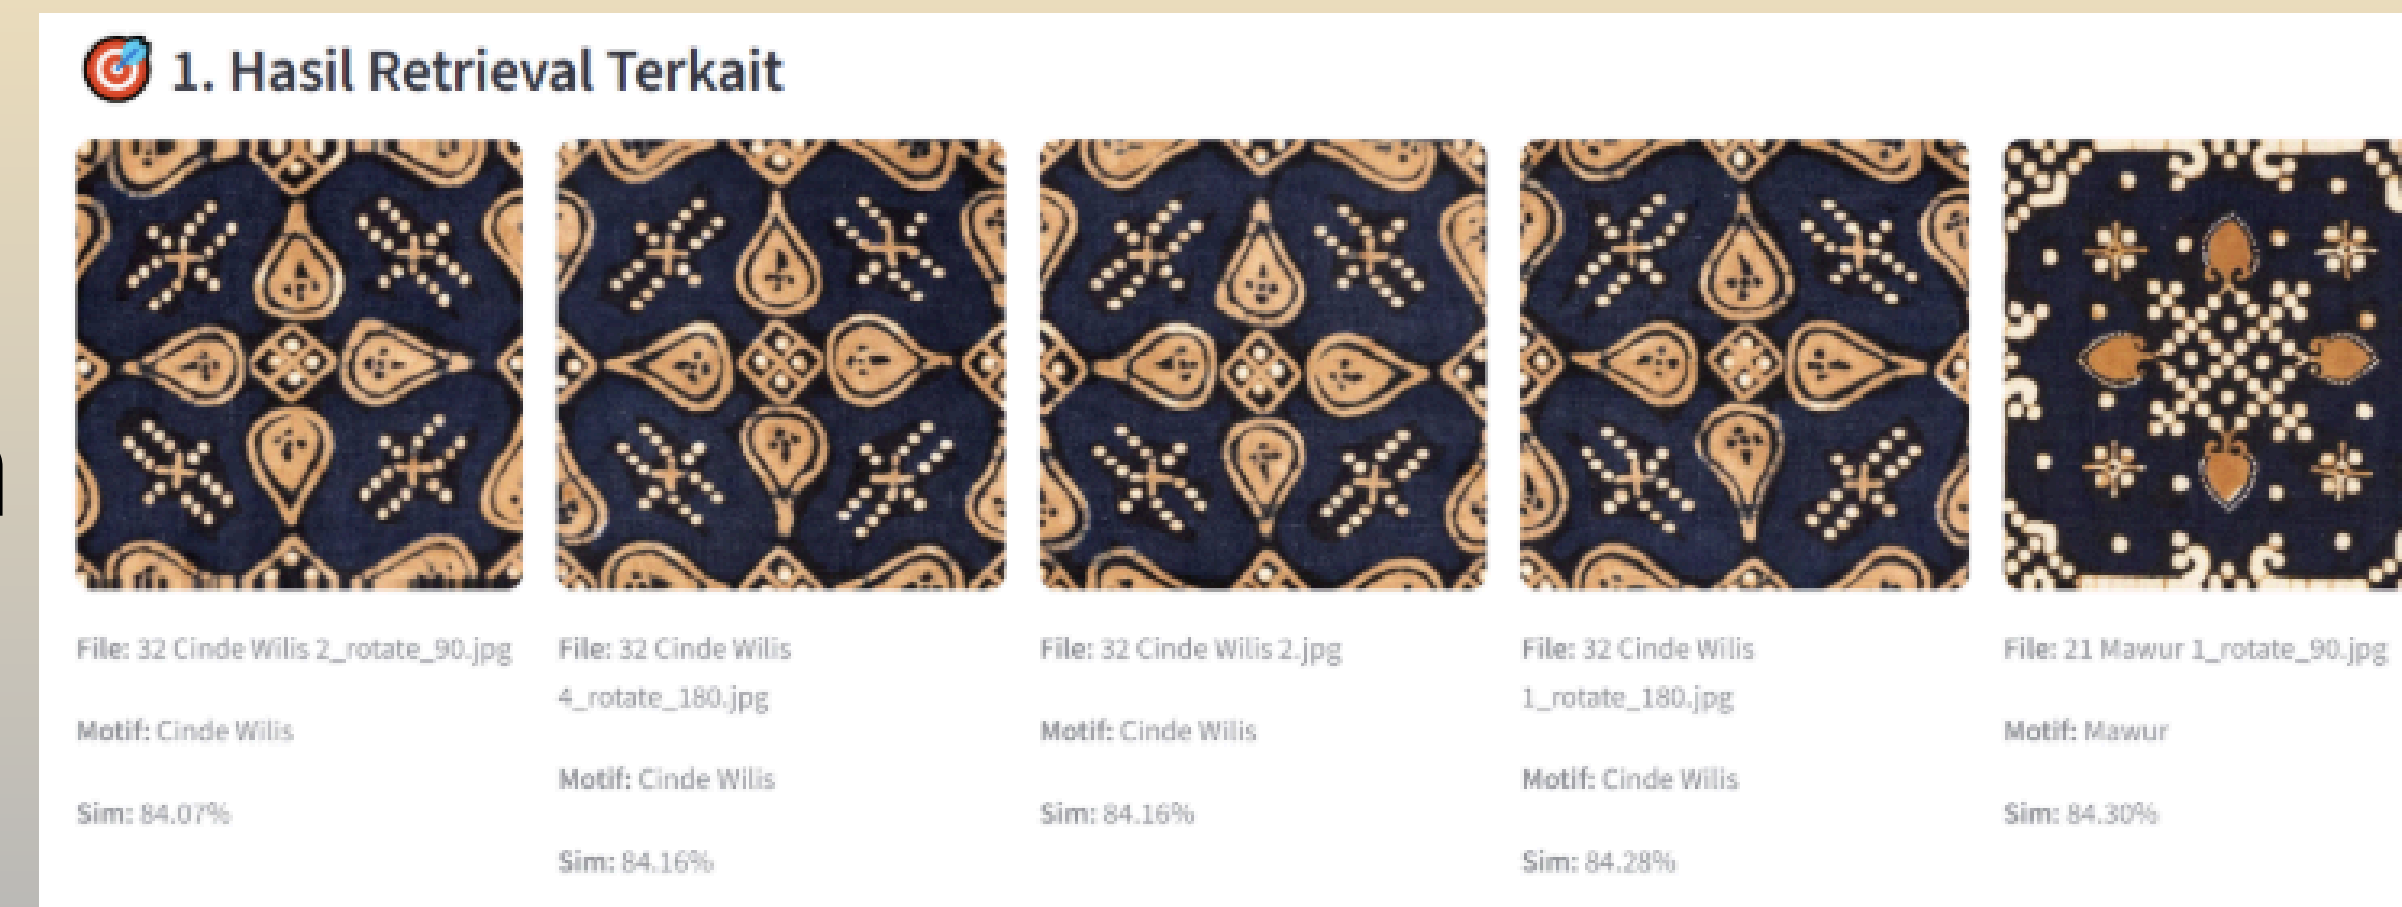 1. Hasil Retrieval Terkait
File: 32 Cinde Wilis 2_rotate_90.jpg
Motif: Cinde Wilis
Sim: 84.07%
File: 32 Cinde Wilis
4_rotate_180.jpg
Motif: Cinde Wilis
Sim: 84.16%
File: 32 Cinde Wilis 2.jpg
Motif: Cinde Wilis
Sim: 84.16%
File: 32 Cinde Wilis
1_rotate_180.jpg
Motif: Cinde Wilis
Sim: 84.28%
File: 21 Mawur 1_rotate_90.jpg
Motif: Mawur
Sim: 84.30%